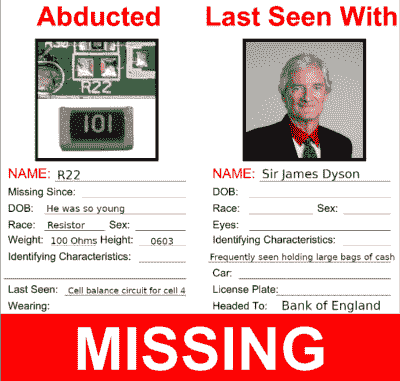 Abducted
Last Seen With
R36
R22
101
NAME: R22
Missing Since:
DOB: He was so young
Race: Resistor Sex:
Weight: 100 Ohms Height: 0603
Identifying Characteristics:
Last Seen: Cell balance circuit for cell 4
Wearing:
NAME: Sir James Dyson
DOB:
Race: Sex:
Eyes:
Identifying Characteristics:
Frequently seen holding large bags of cash
Car:
License Plate:
Headed To: Bank of England
MISSING